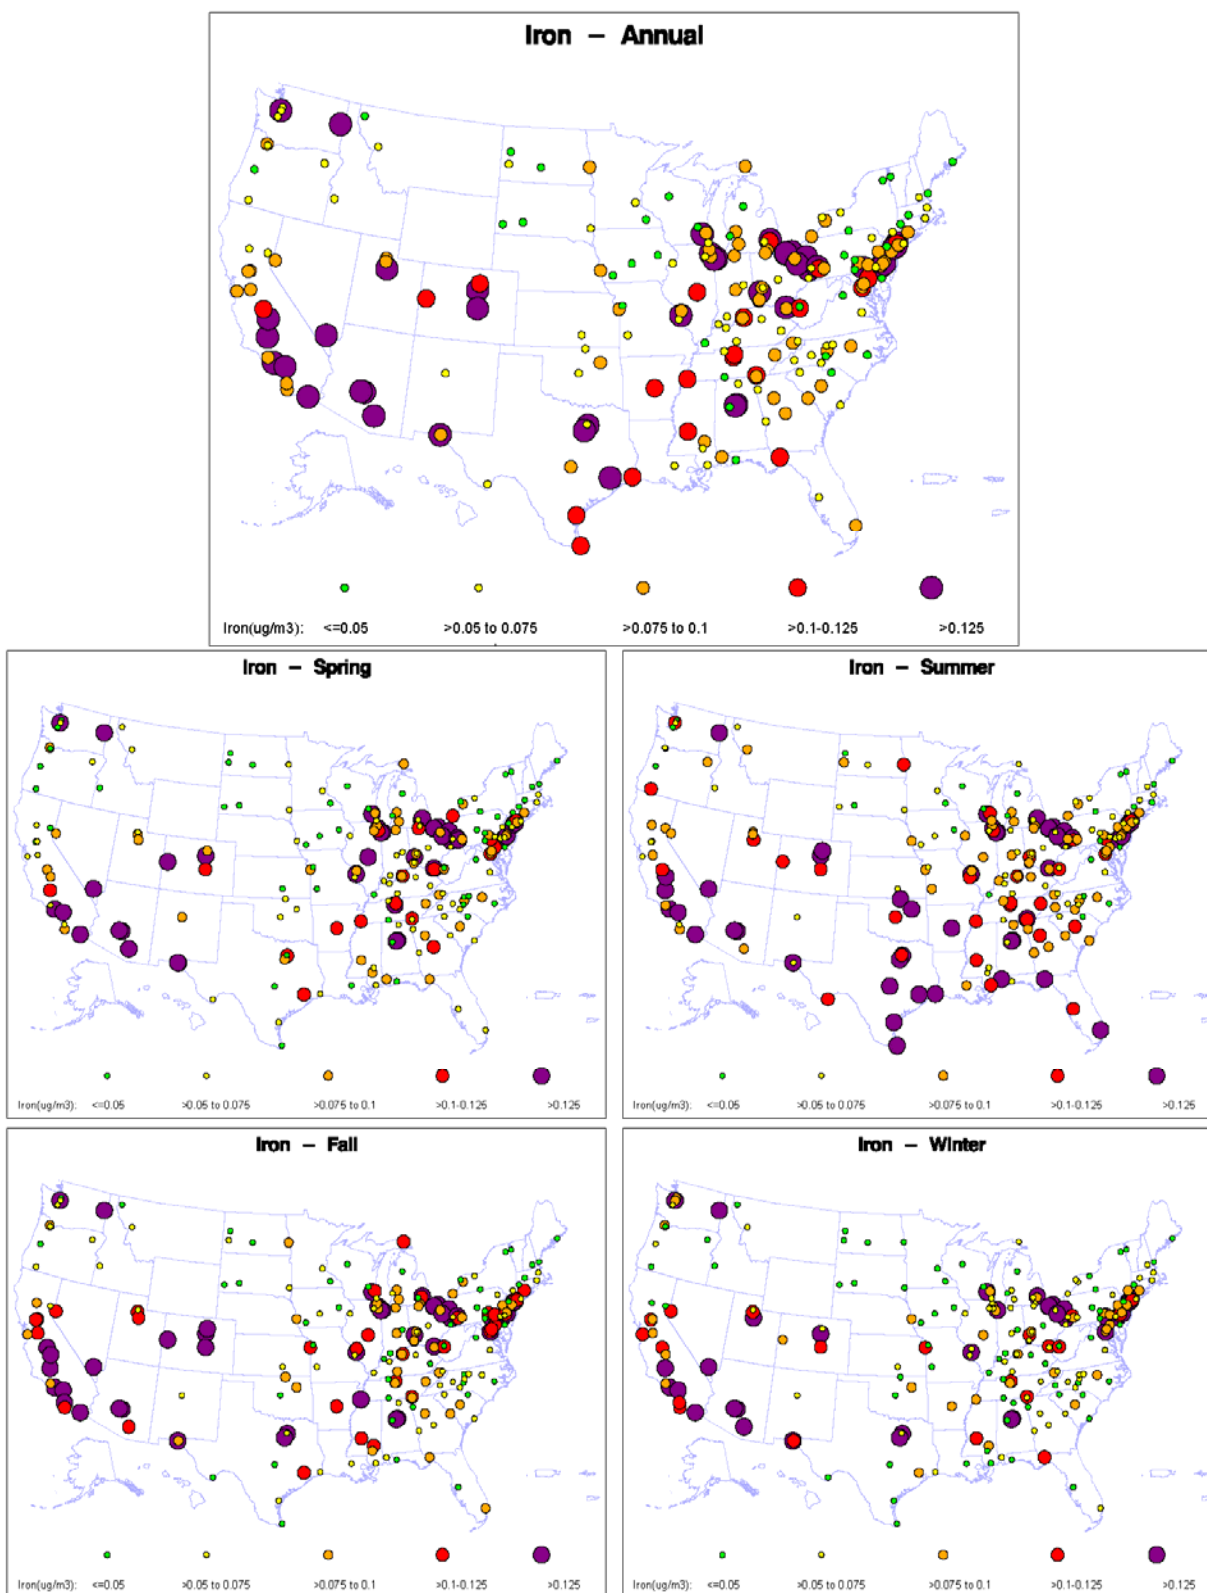 Iron – Annual
Iron(ug/m3): <=0.05 >0.05 to 0.075 >0.075 to 0.1 >0.1-0.125 >0.125
Iron – Spring
Iron(ug/m3): <=0.05 >0.05 to 0.075 >0.075 to 0.1 >0.1-0.125 >0.125
Iron – Summer
Iron(ug/m3): <=0.05 >0.05 to 0.075 >0.075 to 0.1 >0.1-0.125 >0.125
Iron – Fall
Iron(ug/m3): <=0.05 >0.05 to 0.075 >0.075 to 0.1 >0.1-0.125 >0.125
Iron – Winter
Iron(ug/m3): <=0.05 >0.05 to 0.075 >0.075 to 0.1 >0.1-0.125 >0.125